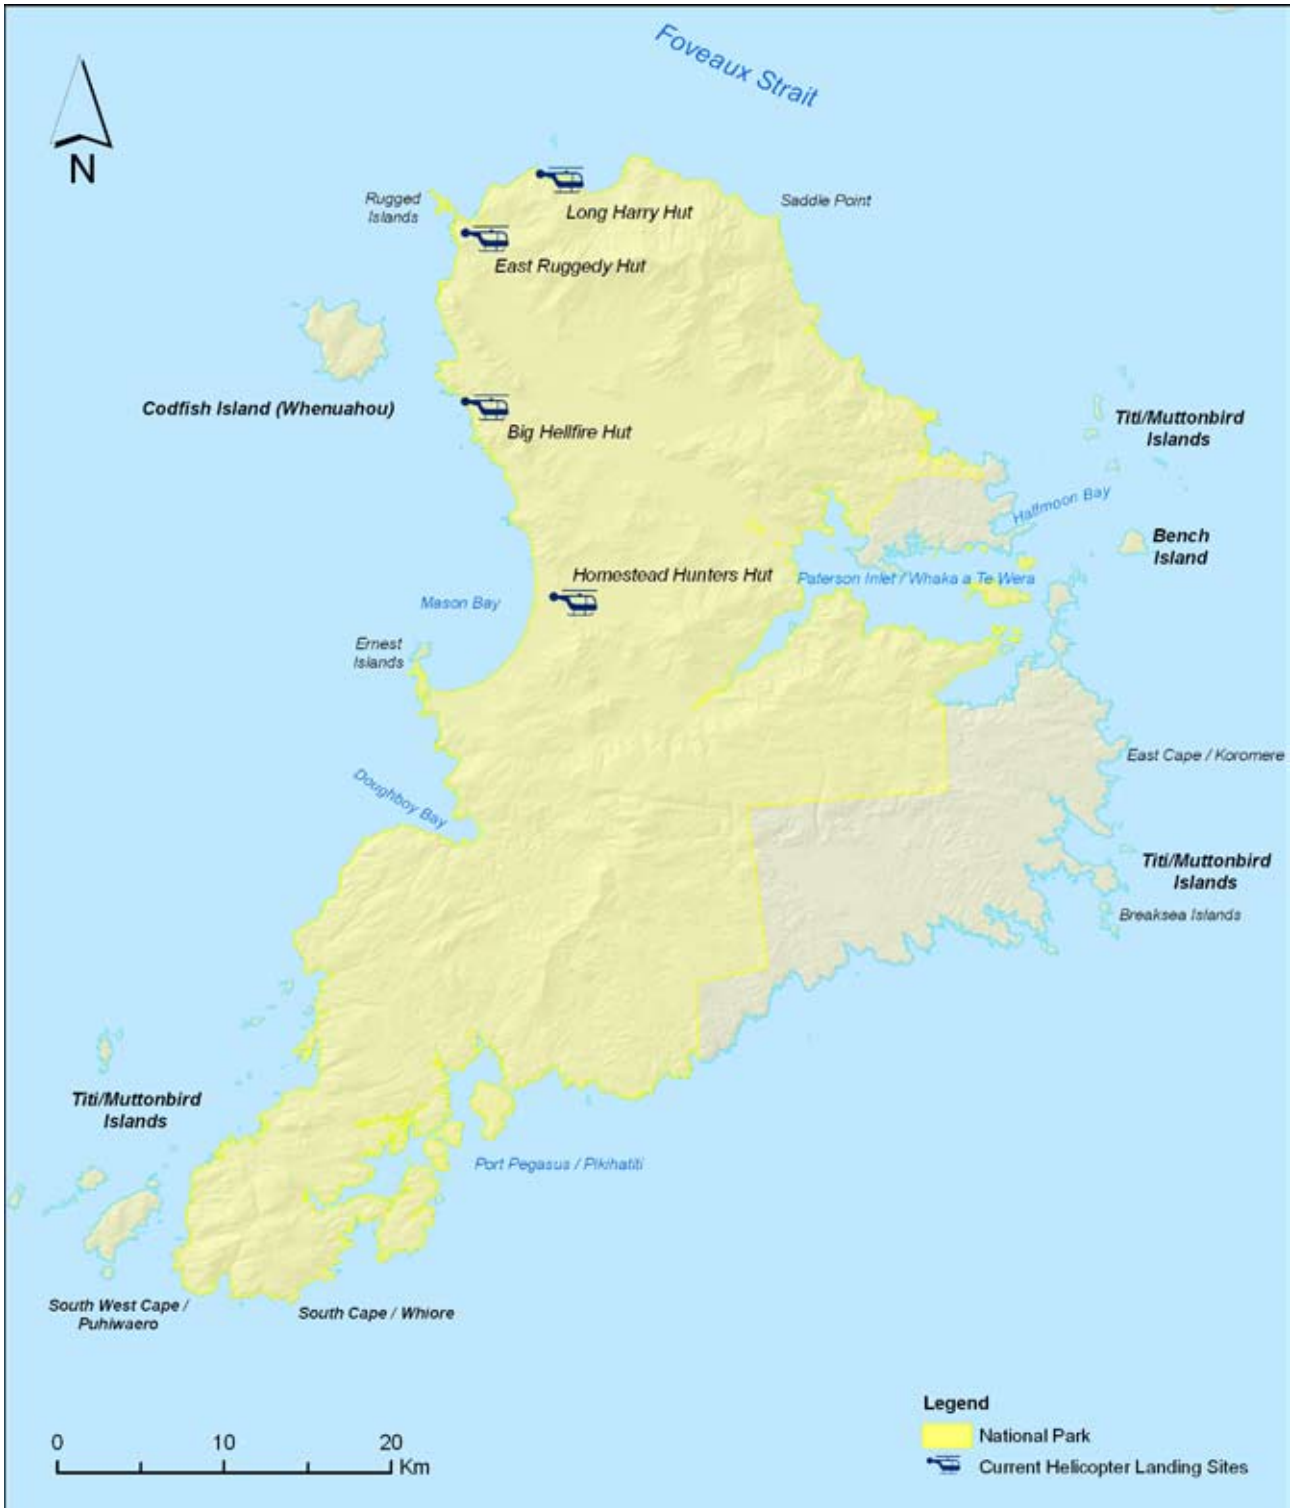 Foveaux Strait
N
Rugged
Islands
Long Harry Hut
Saddle Point
East Ruggedy Hut
Codfish Island (Whenuahou)
Big Hellfire Hut
Titi/Muttonbird
Islands
Halfmoon Bay
Bench
Island
Homestead Hunters Hut
Paterson Inlet / Whaka a Te Wera
Mason Bay
Ernest
Islands
East Cape / Koromere
Doughboy Bay
Titi/Muttonbird
Islands
Breaksea Islands
Titi/Muttonbird
Islands
Port Pegasus / Pikihatiti
South West Cape /
Puhiwaero
South Cape / Whiore
Legend
National Park
Current Helicopter Landing Sites
0 10 20
Km